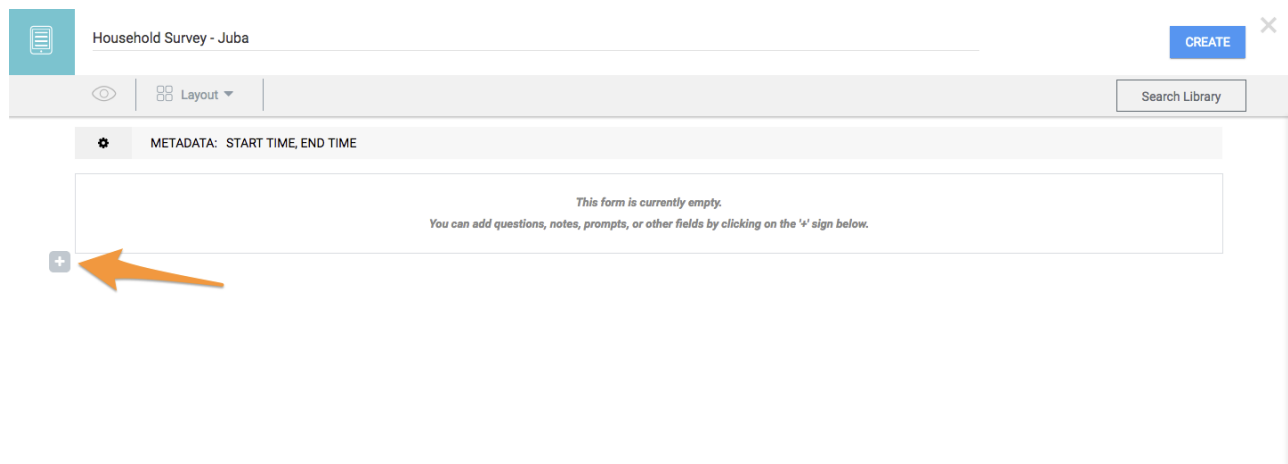 Household Survey - Juba
CREATE
Layout
Search Library
METADATA: START TIME, END TIME
This form is currently empty.
You can add questions, notes, prompts, or other fields by clicking on the '+' sign below.